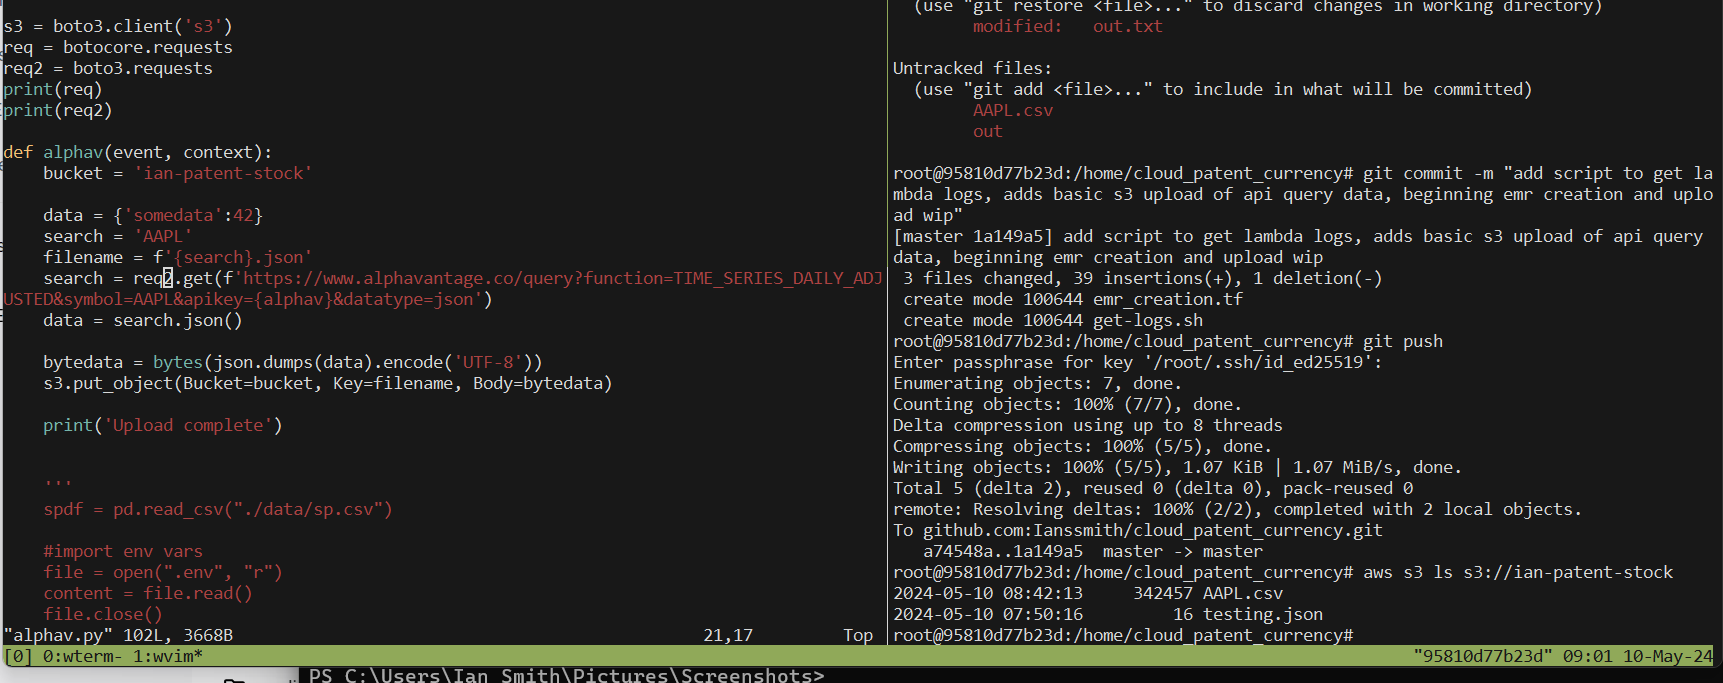 s3 = boto3.client('s3')
req = botocore.requests
req2 = boto3.requests
print(req)
print(req2)
def alphav(event, context):
    bucket = 'ian-patent-stock'
    data = {'somedata':42}
    search = 'AAPL'
    filename = f'{search}.json'
    search = req2.get(f'https://www.alphavantage.co/query?function=TIME_SERIES_DAILY_ADJ
USTED&symbol=AAPL&apikey={alphav}&datatype=json')
    data = search.json()
    bytedata = bytes(json.dumps(data).encode('UTF-8'))
    s3.put_object(Bucket=bucket, Key=filename, Body=bytedata)
    print('Upload complete')
    '''
    spdf = pd.read_csv("./data/sp.csv")
    #import env vars
    file = open(".env", "r")
    content = file.read()
    file.close()
"alphav.py" 102L, 3668B 21,17 Top
  (use "git restore <file>..." to discard changes in working directory)
        modified:   out.txt
Untracked files:
  (use "git add <file>..." to include in what will be committed)
        AAPL.csv
        out
root@95810d77b23d:/home/cloud_patent_currency# git commit -m "add script to get la
mbda logs, adds basic s3 upload of api query data, beginning emr creation and uplo
ad wip"
[master 1a149a5] add script to get lambda logs, adds basic s3 upload of api query
data, beginning emr creation and upload wip
 3 files changed, 39 insertions(+), 1 deletion(-)
 create mode 100644 emr_creation.tf
 create mode 100644 get-logs.sh
root@95810d77b23d:/home/cloud_patent_currency# git push
Enter passphrase for key '/root/.ssh/id_ed25519':
Enumerating objects: 7, done.
Counting objects: 100% (7/7), done.
Delta compression using up to 8 threads
Compressing objects: 100% (5/5), done.
Writing objects: 100% (5/5), 1.07 KiB | 1.07 MiB/s, done.
Total 5 (delta 2), reused 0 (delta 0), pack-reused 0
remote: Resolving deltas: 100% (2/2), completed with 2 local objects.
To github.com:Ianssmith/cloud_patent_currency.git
   a74548a..1a149a5  master -> master
root@95810d77b23d:/home/cloud_patent_currency# aws s3 ls s3://ian-patent-stock
2024-05-10 08:42:13     342457 AAPL.csv
2024-05-10 07:50:16         16 testing.json
root@95810d77b23d:/home/cloud_patent_currency#
[0] 0:wterm- 1:wvim* "95810d77b23d" 09:01 10-May-24
PS C:\Users\Ian Smith\Pictures\Screenshots>